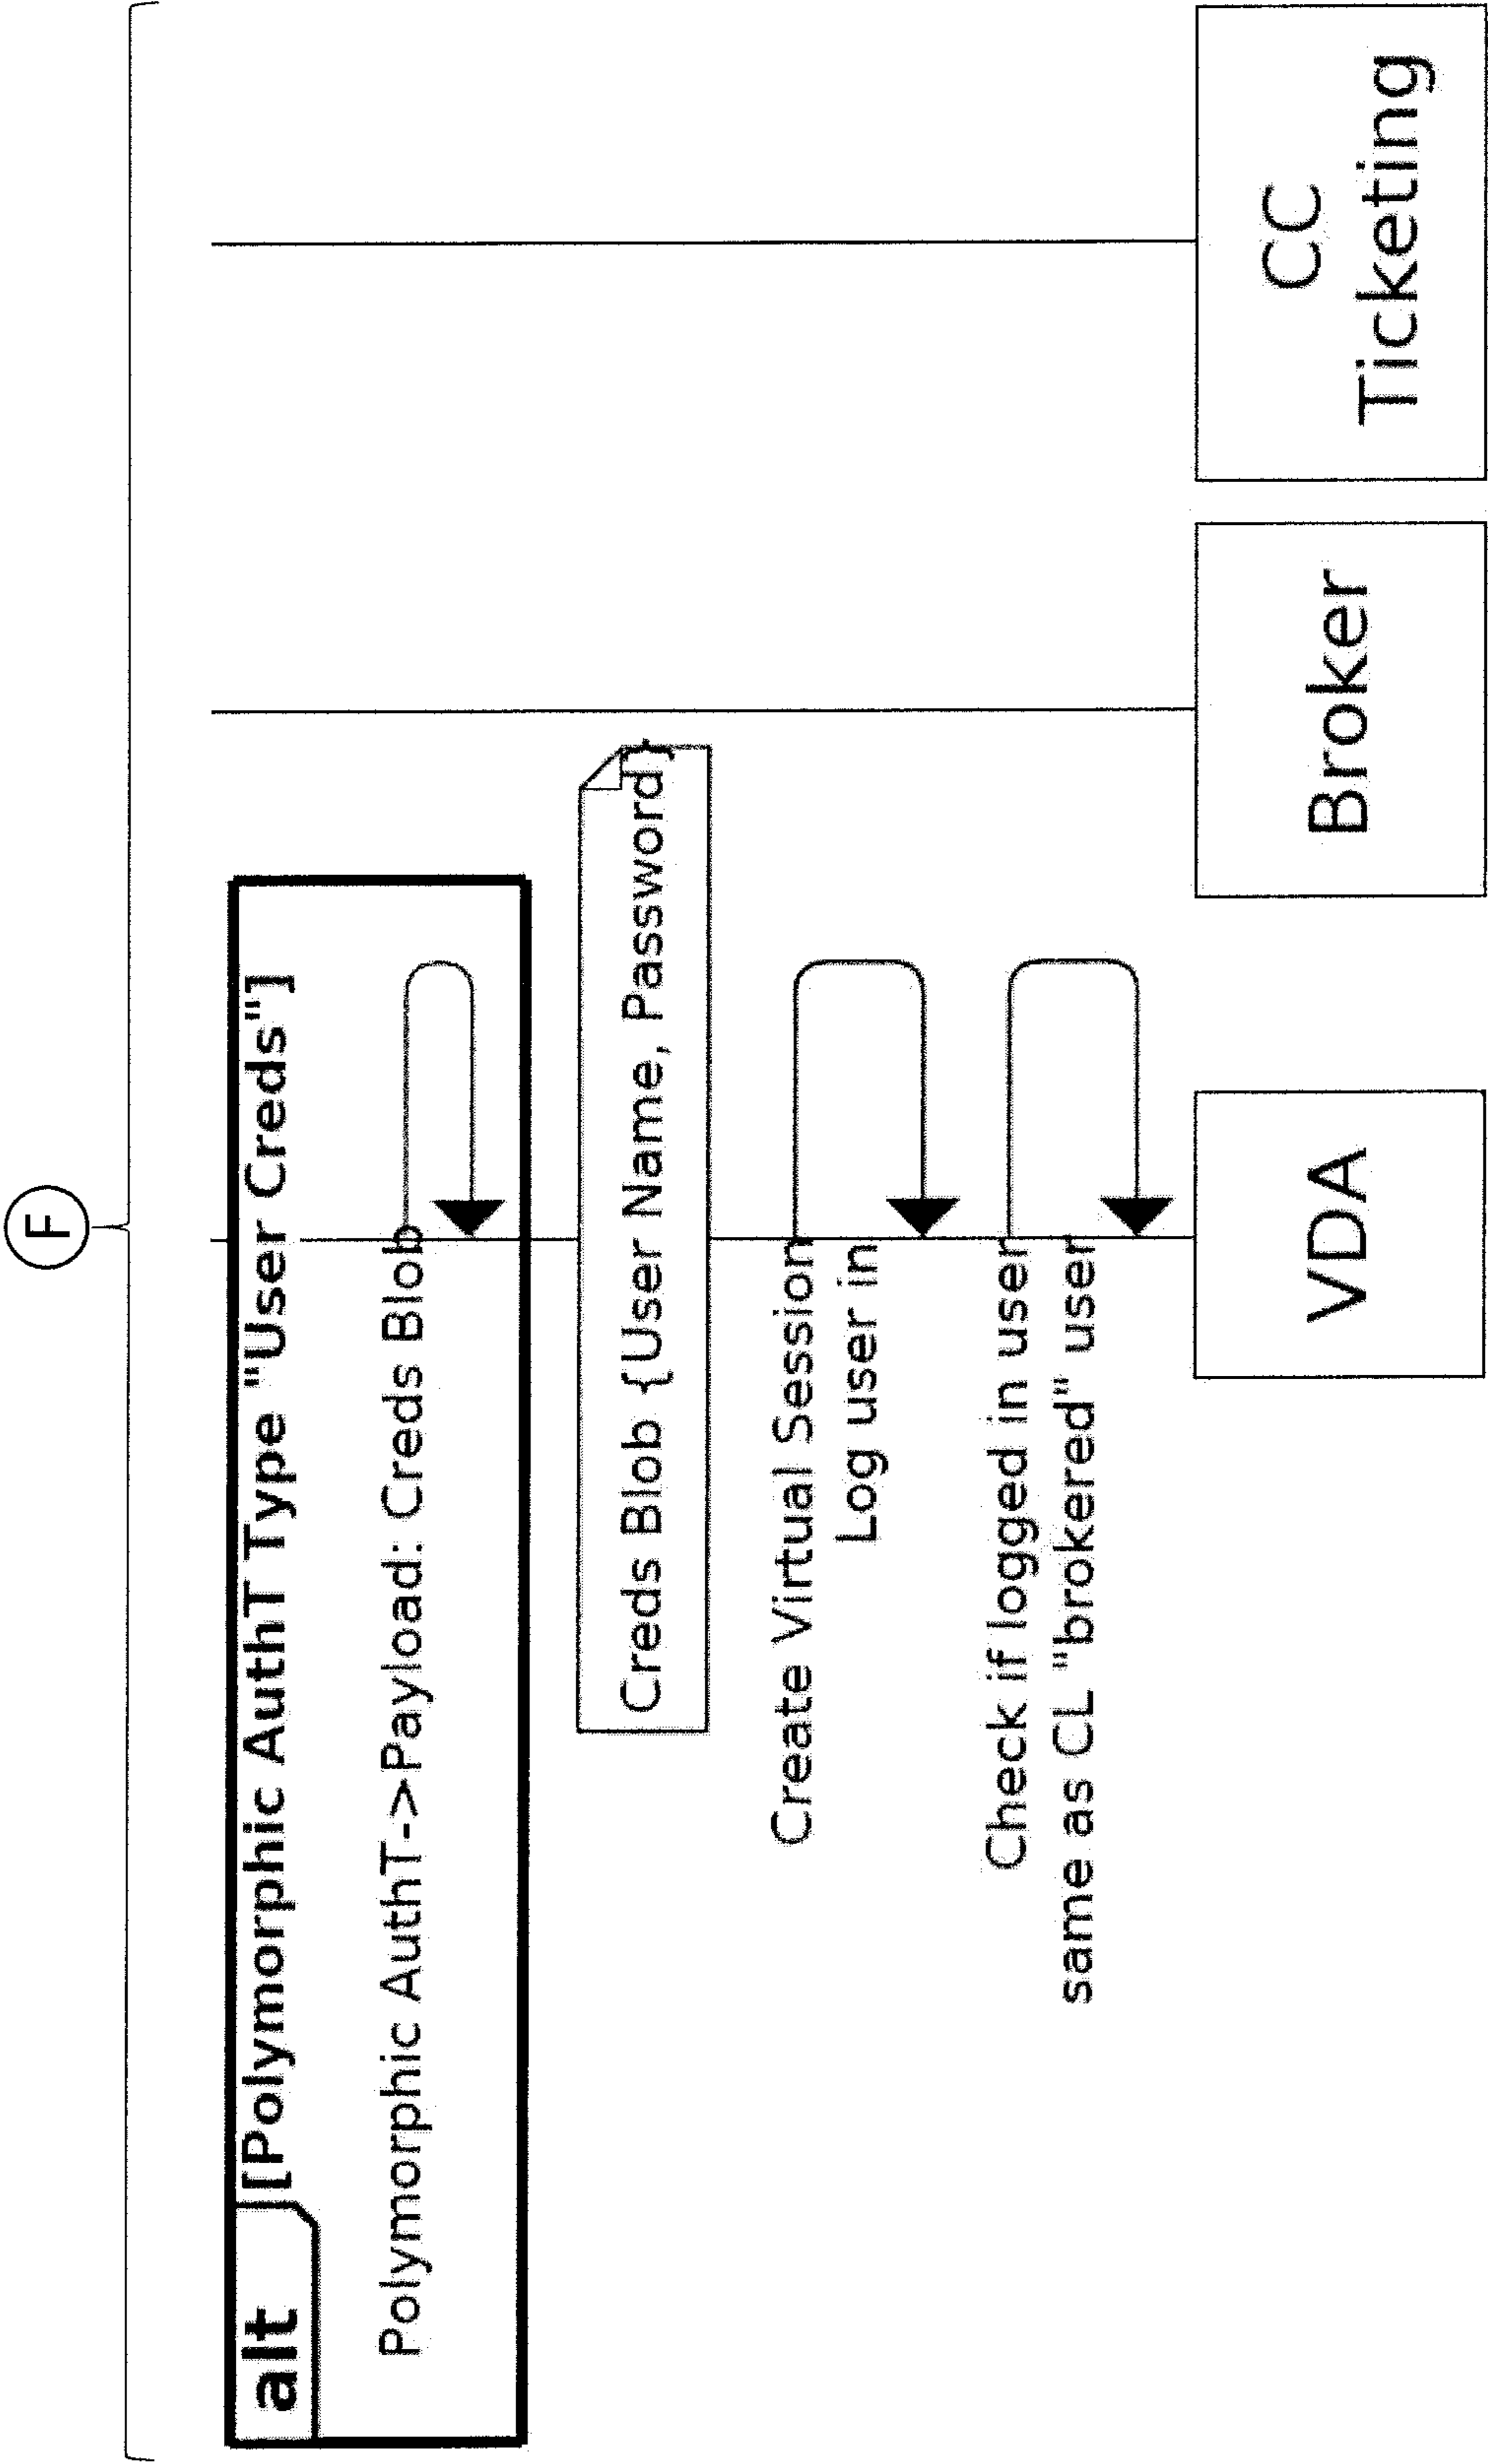 F
alt [Polymorphic AuthT Type "User Creds"]
Polymorphic AuthT->Payload: Creds Blob
Creds Blob {User Name, Password}
Create Virtual Session
Log user in
Check if logged in user
same as CL "brokered" user
VDA
Broker
CC
Ticketing